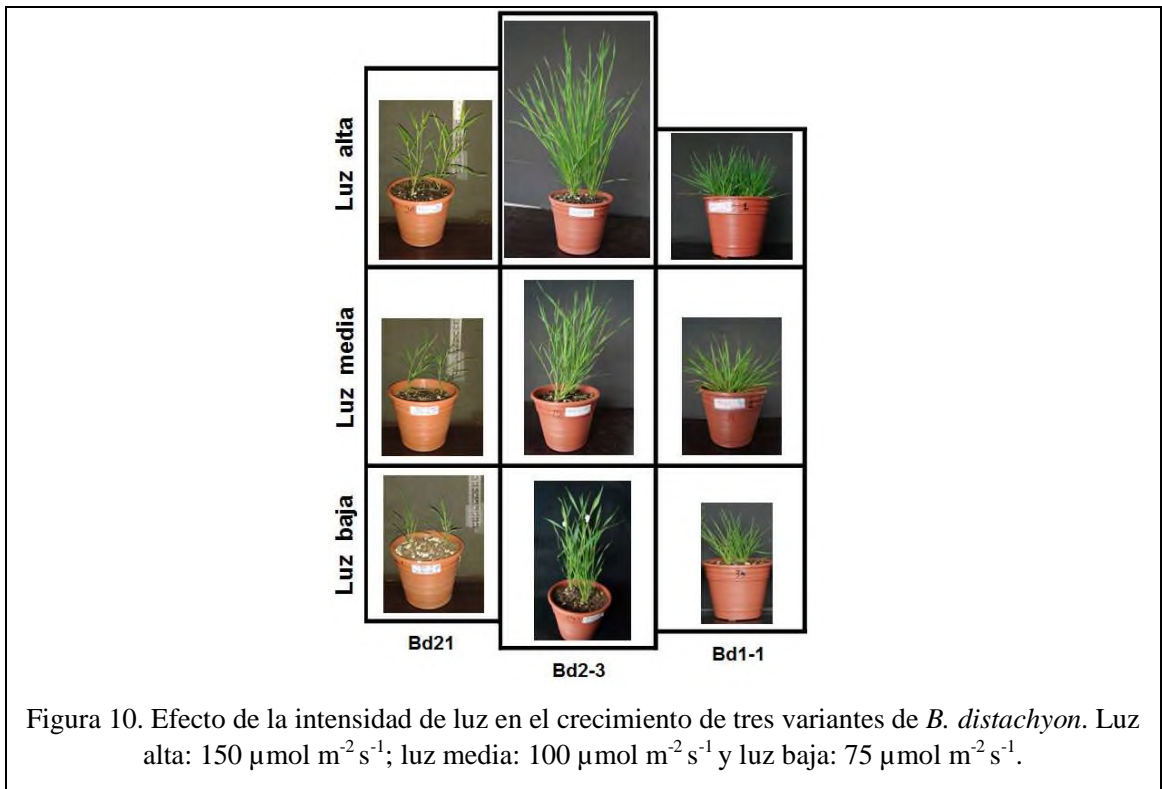 Luz alta
Luz media
Luz baja
Bd21
Bd2-3
Bd1-1
Figura 10. Efecto de la intensidad de luz en el crecimiento de tres variantes de B. distachyon. Luz
alta: 150 µmol m⁻² s⁻¹; luz media: 100 µmol m⁻² s⁻¹ y luz baja: 75 µmol m⁻² s⁻¹.